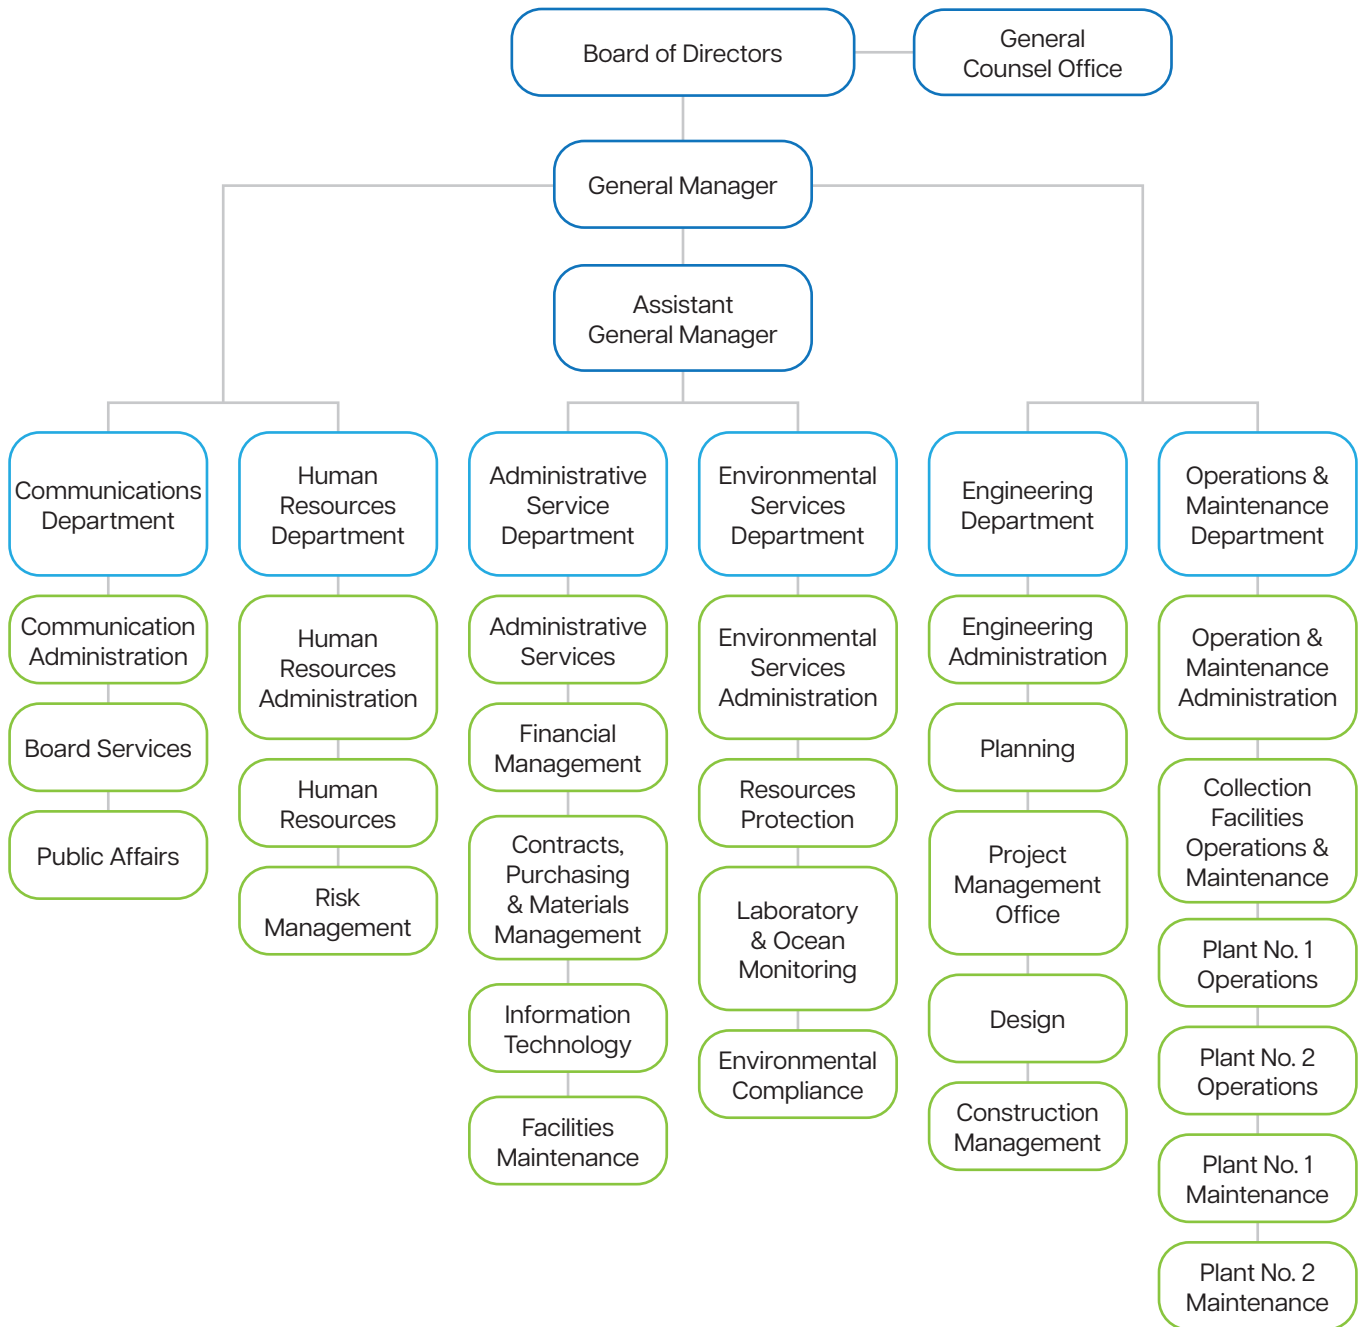 Board of Directors
General
Counsel Office
General Manager
Assistant
General Manager
Communications
Department
Communication
Administration
Board Services
Public Affairs
Human
Resources
Department
Human
Resources
Administration
Human
Resources
Risk
Management
Administrative
Service
Department
Administrative
Services
Financial
Management
Contracts,
Purchasing
& Materials
Management
Information
Technology
Facilities
Maintenance
Environmental
Services
Department
Environmental
Services
Administration
Resources
Protection
Laboratory
& Ocean
Monitoring
Environmental
Compliance
Engineering
Department
Engineering
Administration
Planning
Project
Management
Office
Design
Construction
Management
Operations &
Maintenance
Department
Operation &
Maintenance
Administration
Collection
Facilities
Operations &
Maintenance
Plant No. 1
Operations
Plant No. 2
Operations
Plant No. 1
Maintenance
Plant No. 2
Maintenance